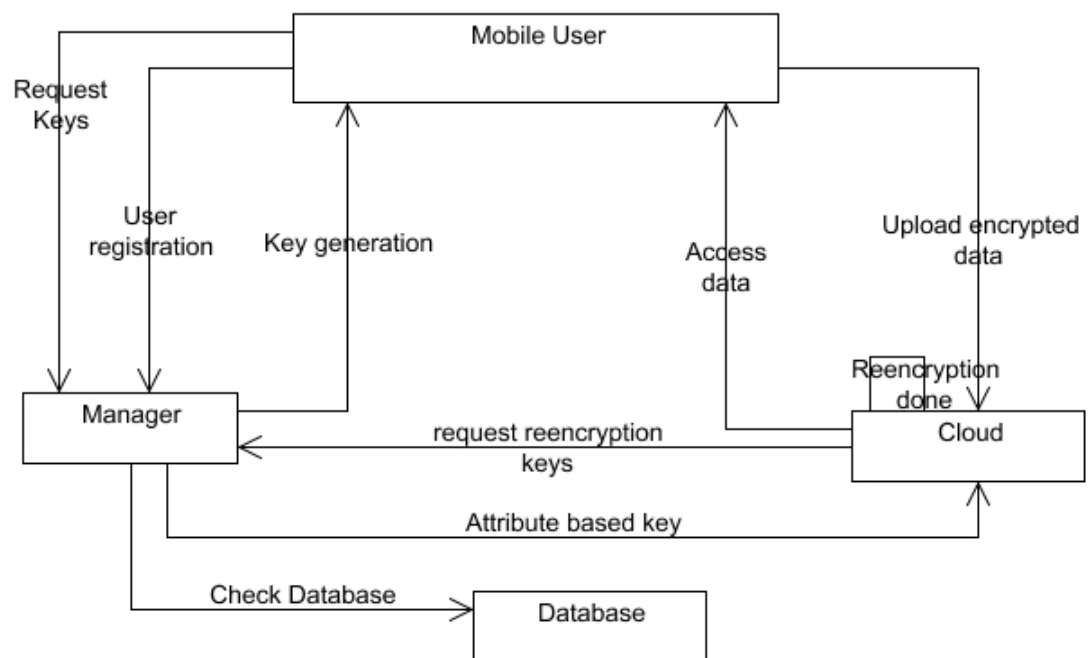 Mobile User
Request
Keys
User
registration
Key generation
Access
data
Upload encrypted
data
Reencryption
done
Manager
request reencryption
keys
Cloud
Attribute based key
Check Database
Database